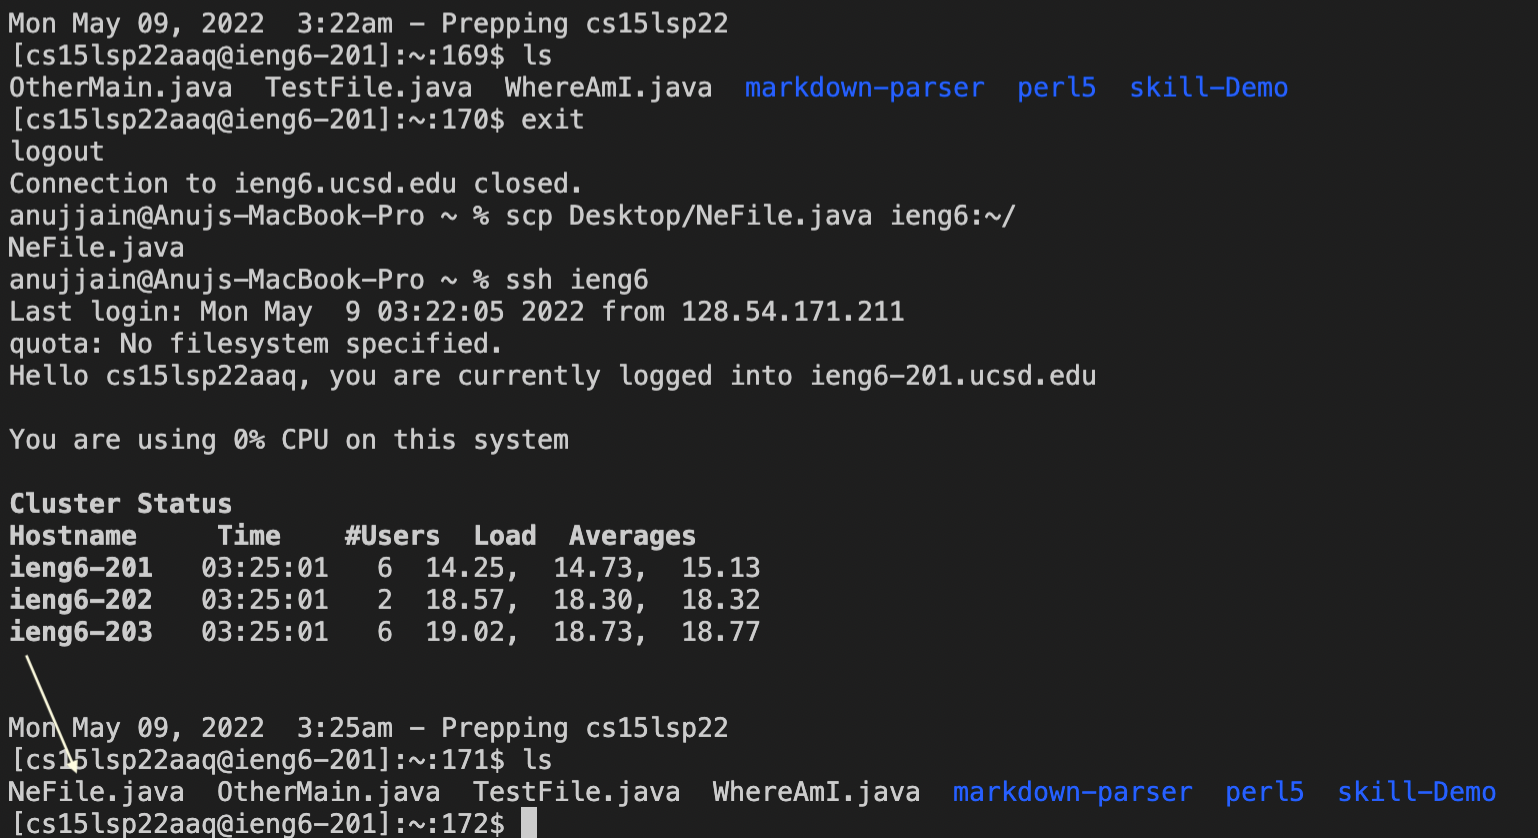 Mon May 09, 2022  3:22am - Prepping cs15lsp22
[cs15lsp22aaq@ieng6-201]:~:169$ ls
OtherMain.java  TestFile.java  WhereAmI.java  markdown-parser  perl5  skill-Demo
[cs15lsp22aaq@ieng6-201]:~:170$ exit
logout
Connection to ieng6.ucsd.edu closed.
anujjain@Anujs-MacBook-Pro ~ % scp Desktop/NeFile.java ieng6:~/
NeFile.java
anujjain@Anujs-MacBook-Pro ~ % ssh ieng6
Last login: Mon May  9 03:22:05 2022 from 128.54.171.211
quota: No filesystem specified.
Hello cs15lsp22aaq, you are currently logged into ieng6-201.ucsd.edu
You are using 0% CPU on this system
Cluster Status
Hostname     Time    #Users  Load  Averages
ieng6-201   03:25:01   6  14.25,  14.73,  15.13
ieng6-202   03:25:01   2  18.57,  18.30,  18.32
ieng6-203   03:25:01   6  19.02,  18.73,  18.77
Mon May 09, 2022  3:25am - Prepping cs15lsp22
[cs15lsp22aaq@ieng6-201]:~:171$ ls
NeFile.java  OtherMain.java  TestFile.java  WhereAmI.java  markdown-parser  perl5  skill-Demo
[cs15lsp22aaq@ieng6-201]:~:172$